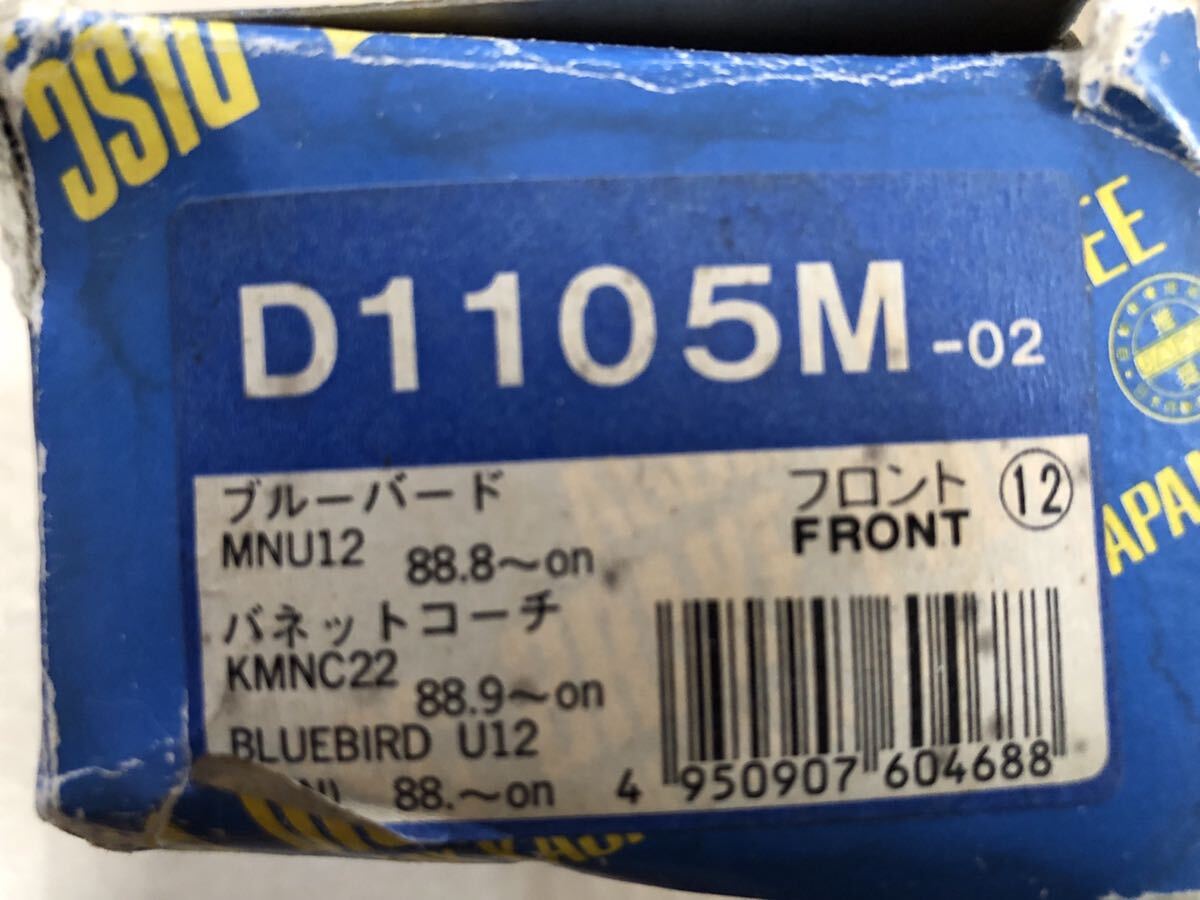 DISC
D1105M-02
ブルーバード フロント ⑫
MNU12 88.8〜on FRONT
バネットコーチ
KMNC22 88.9〜on
BLUEBIRD U12
88.〜on
4 950907 604688